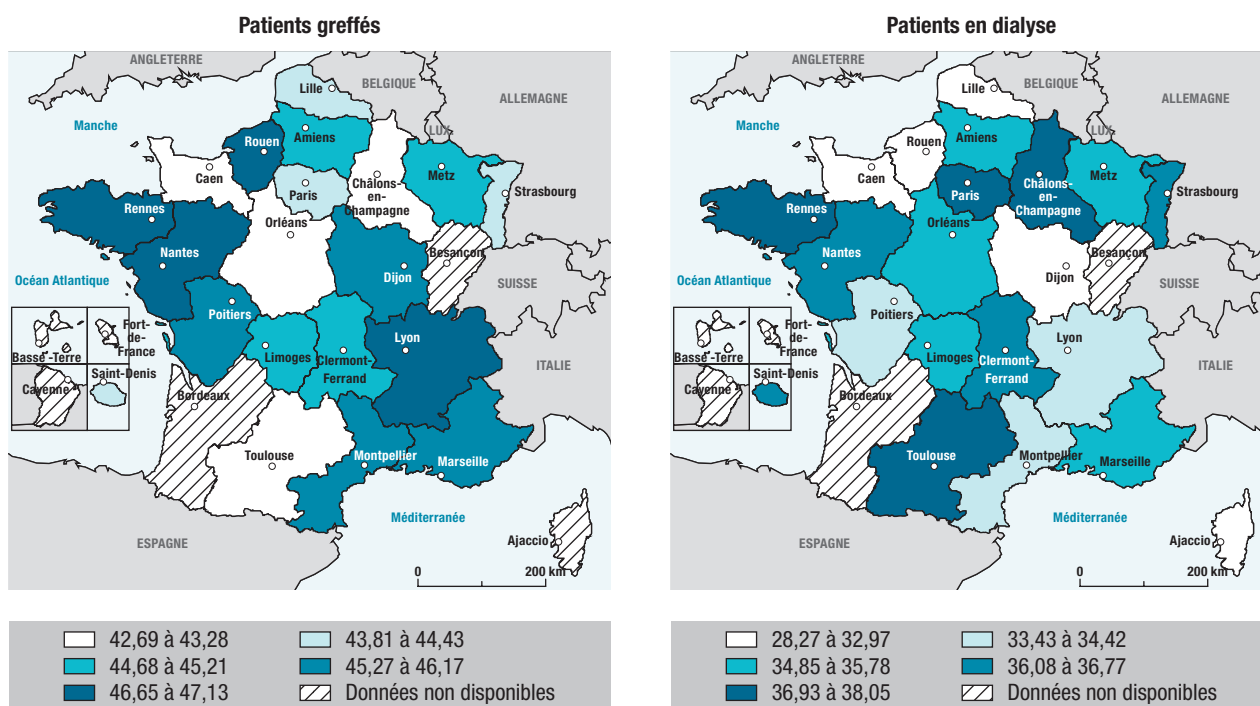 Patients greffés
ANGLETERRE
BELGIQUE
ALLEMAGNE
Lille
Manche
LUX.
Amiens
Rouen
Metz
Caen
Paris
Châlons-
en-
Champagne
Strasbourg
Rennes
Orléans
Nantes
Besançon
Dijon
Océan Atlantique
SUISSE
Poitiers
Fort-
de-
France
Basse-Terre
Lyon
Limoges
Clermont-
Ferrand
ITALIE
Saint-Denis
Cayenne
Bordeaux
Toulouse
Montpellier
Marseille
Méditerranée
Ajaccio
ESPAGNE
0
200 km
42,69 à 43,28
43,81 à 44,43
44,68 à 45,21
45,27 à 46,17
46,65 à 47,13
Données non disponibles
Patients en dialyse
ANGLETERRE
BELGIQUE
ALLEMAGNE
Lille
Manche
LUX.
Amiens
Rouen
Metz
Caen
Paris
Châlons-
en-
Champagne
Strasbourg
Rennes
Orléans
Nantes
Besançon
Dijon
Océan Atlantique
SUISSE
Poitiers
Fort-
de-
France
Basse-Terre
Lyon
Limoges
Clermont-
Ferrand
ITALIE
Saint-Denis
Cayenne
Bordeaux
Toulouse
Montpellier
Marseille
Méditerranée
Ajaccio
ESPAGNE
0
200 km
28,27 à 32,97
33,43 à 34,42
34,85 à 35,78
36,08 à 36,77
36,93 à 38,05
Données non disponibles